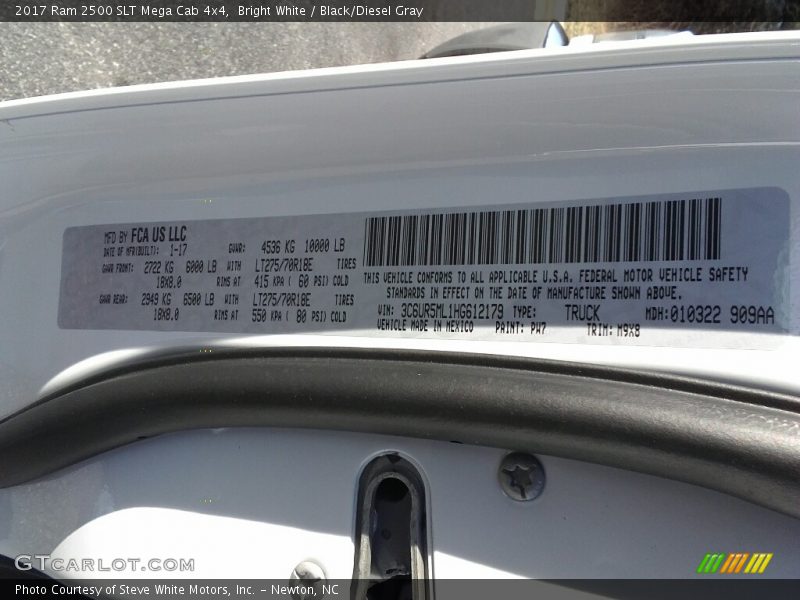 2017 Ram 2500 SLT Mega Cab 4x4, Bright White / Black/Diesel Gray
MFD BY FCA US LLC
DATE OF MFR(BUILT): 1-17 GVWR: 4536 KG 10000 LB
GAWR FRONT: 2722 KG 6000 LB WITH LT275/70R18E TIRES
18X8.0 RIMS AT 415 KPA ( 60 PSI) COLD
GAWR REAR: 2949 KG 6500 LB WITH LT275/70R18E TIRES
18X8.0 RIMS AT 550 KPA ( 80 PSI) COLD
THIS VEHICLE CONFORMS TO ALL APPLICABLE U.S.A. FEDERAL MOTOR VEHICLE SAFETY
STANDARDS IN EFFECT ON THE DATE OF MANUFACTURE SHOWN ABOVE.
VIN: 3C6UR5ML1HG612179 TYPE: TRUCK MDH:010322 909AA
VEHICLE MADE IN MEXICO PAINT: PW7 TRIM: M9X8
GTCARLOT.COM
Photo Courtesy of Steve White Motors, Inc. – Newton, NC